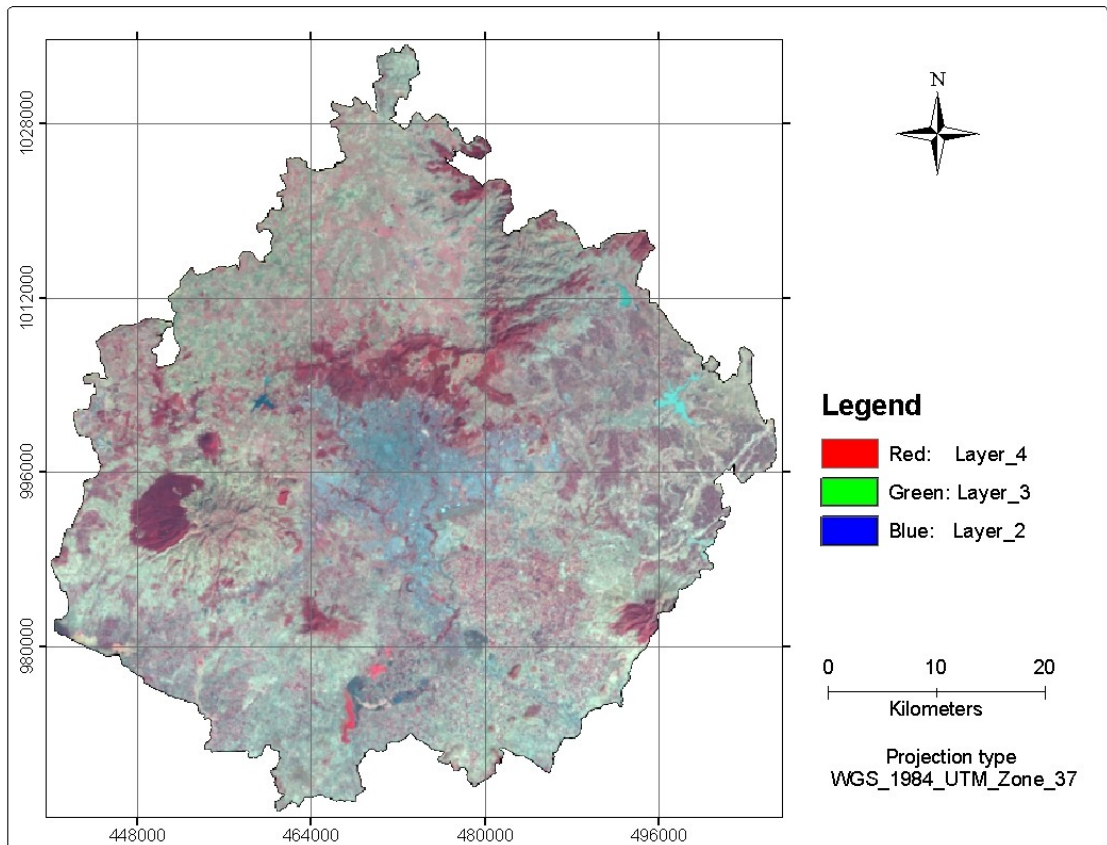 N
1028000
1012000
996000
980000
448000
464000
480000
496000
Legend
Red: Layer_4
Green: Layer_3
Blue: Layer_2
0 10 20
Kilometers
Projection type
WGS_1984_UTM_Zone_37